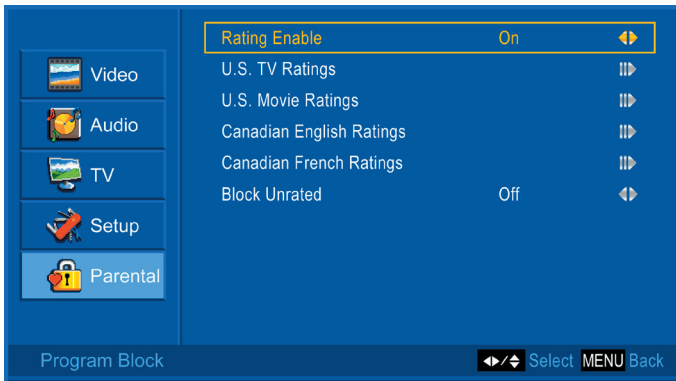 Video
Audio
TV
Setup
Parental
Rating Enable On
U.S. TV Ratings
U.S. Movie Ratings
Canadian English Ratings
Canadian French Ratings
Block Unrated Off
Program Block
Select MENU Back